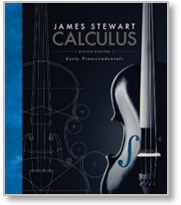 JAMES STEWART
CALCULUS
EIGHTH EDITION
Early Transcendentals